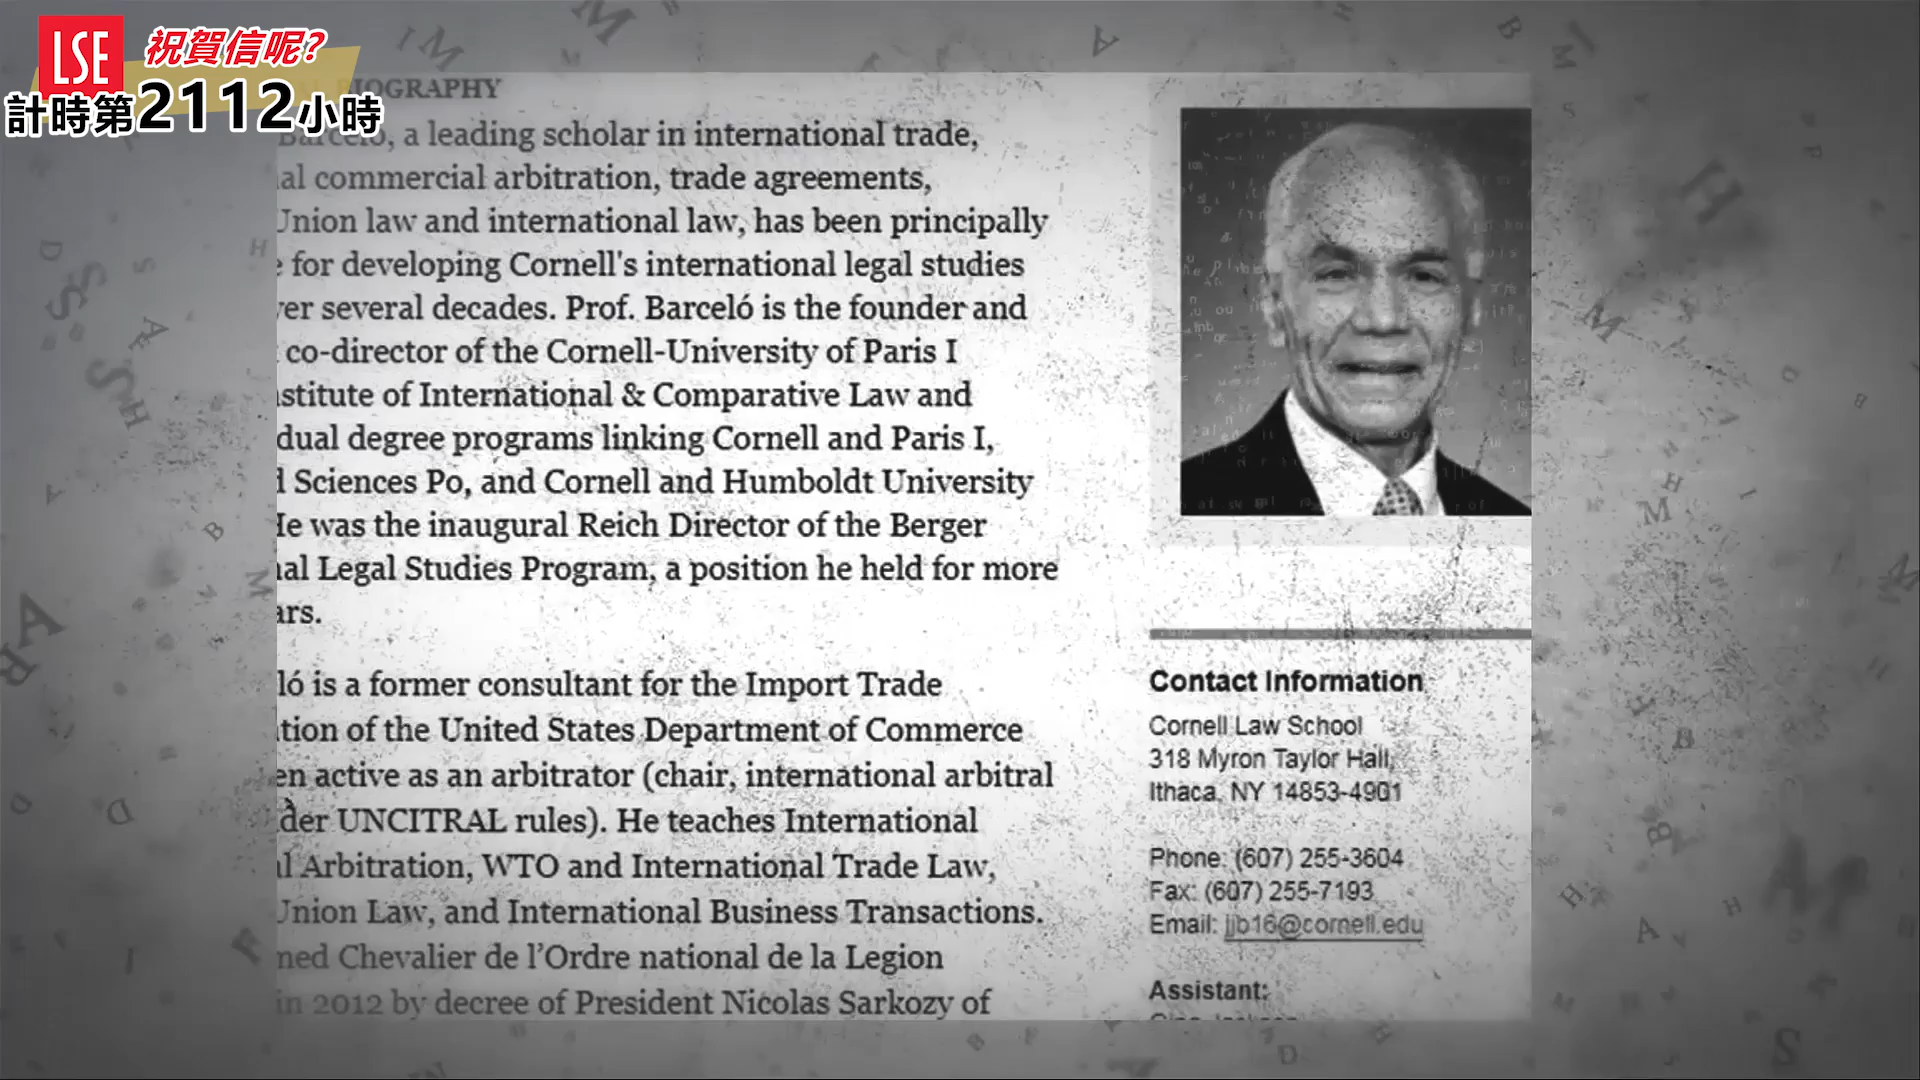 LSE
祝賀信呢?
計時第2112小時
IOGRAPHY
Barceló, a leading scholar in international trade,
al commercial arbitration, trade agreements,
Union law and international law, has been principally
e for developing Cornell's international legal studies
ver several decades. Prof. Barceló is the founder and
co-director of the Cornell-University of Paris I
nstitute of International & Comparative Law and
dual degree programs linking Cornell and Paris I,
d Sciences Po, and Cornell and Humboldt University
He was the inaugural Reich Director of the Berger
nal Legal Studies Program, a position he held for more
ars.
ló is a former consultant for the Import Trade
tion of the United States Department of Commerce
en active as an arbitrator (chair, international arbitral
der UNCITRAL rules). He teaches International
l Arbitration, WTO and International Trade Law,
Union Law, and International Business Transactions.
med Chevalier de l’Ordre national de la Legion
in 2012 by decree of President Nicolas Sarkozy of
Contact Information
Cornell Law School
318 Myron Taylor Hall,
Ithaca, NY 14853-4901
Phone: (607) 255-3604
Fax: (607) 255-7193
Email: jjb16@cornell.edu
Assistant: